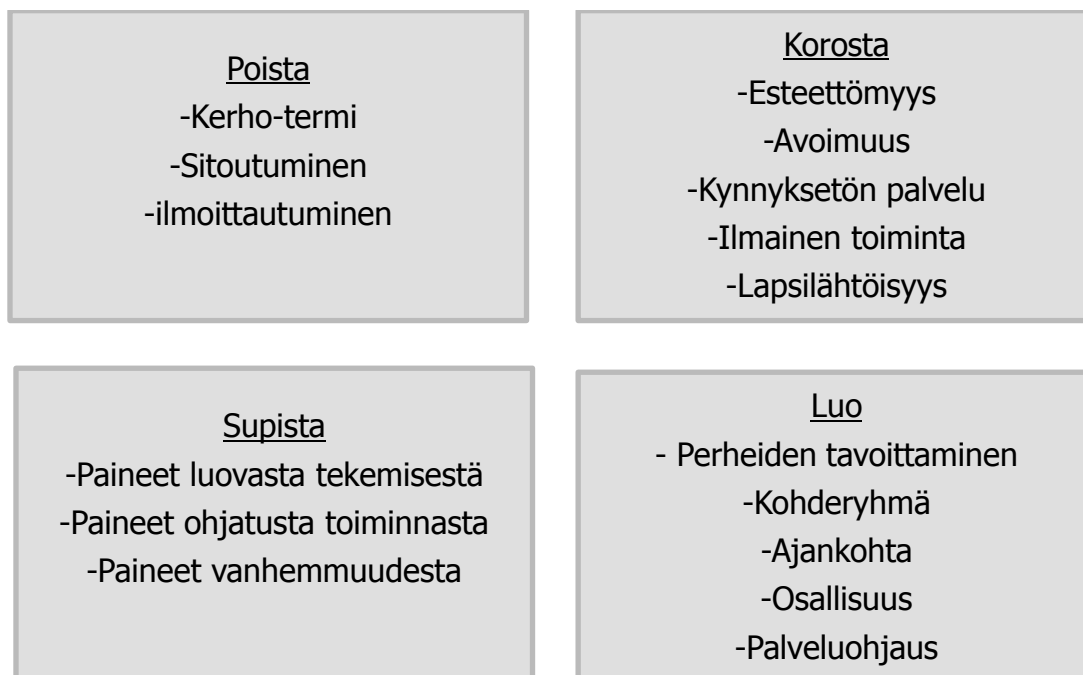 Poista
-Kerho-termi
-Sitoutuminen
-ilmoittautuminen
Korosta
-Esteettömyys
-Avoimuus
-Kynnyksetön palvelu
-Ilmainen toiminta
-Lapsilähtöisyys
Supista
-Paineet luovasta tekemisestä
-Paineet ohjatusta toiminnasta
-Paineet vanhemmuudesta
Luo
- Perheiden tavoittaminen
-Kohderyhmä
-Ajankohta
-Osallisuus
-Palveluohjaus